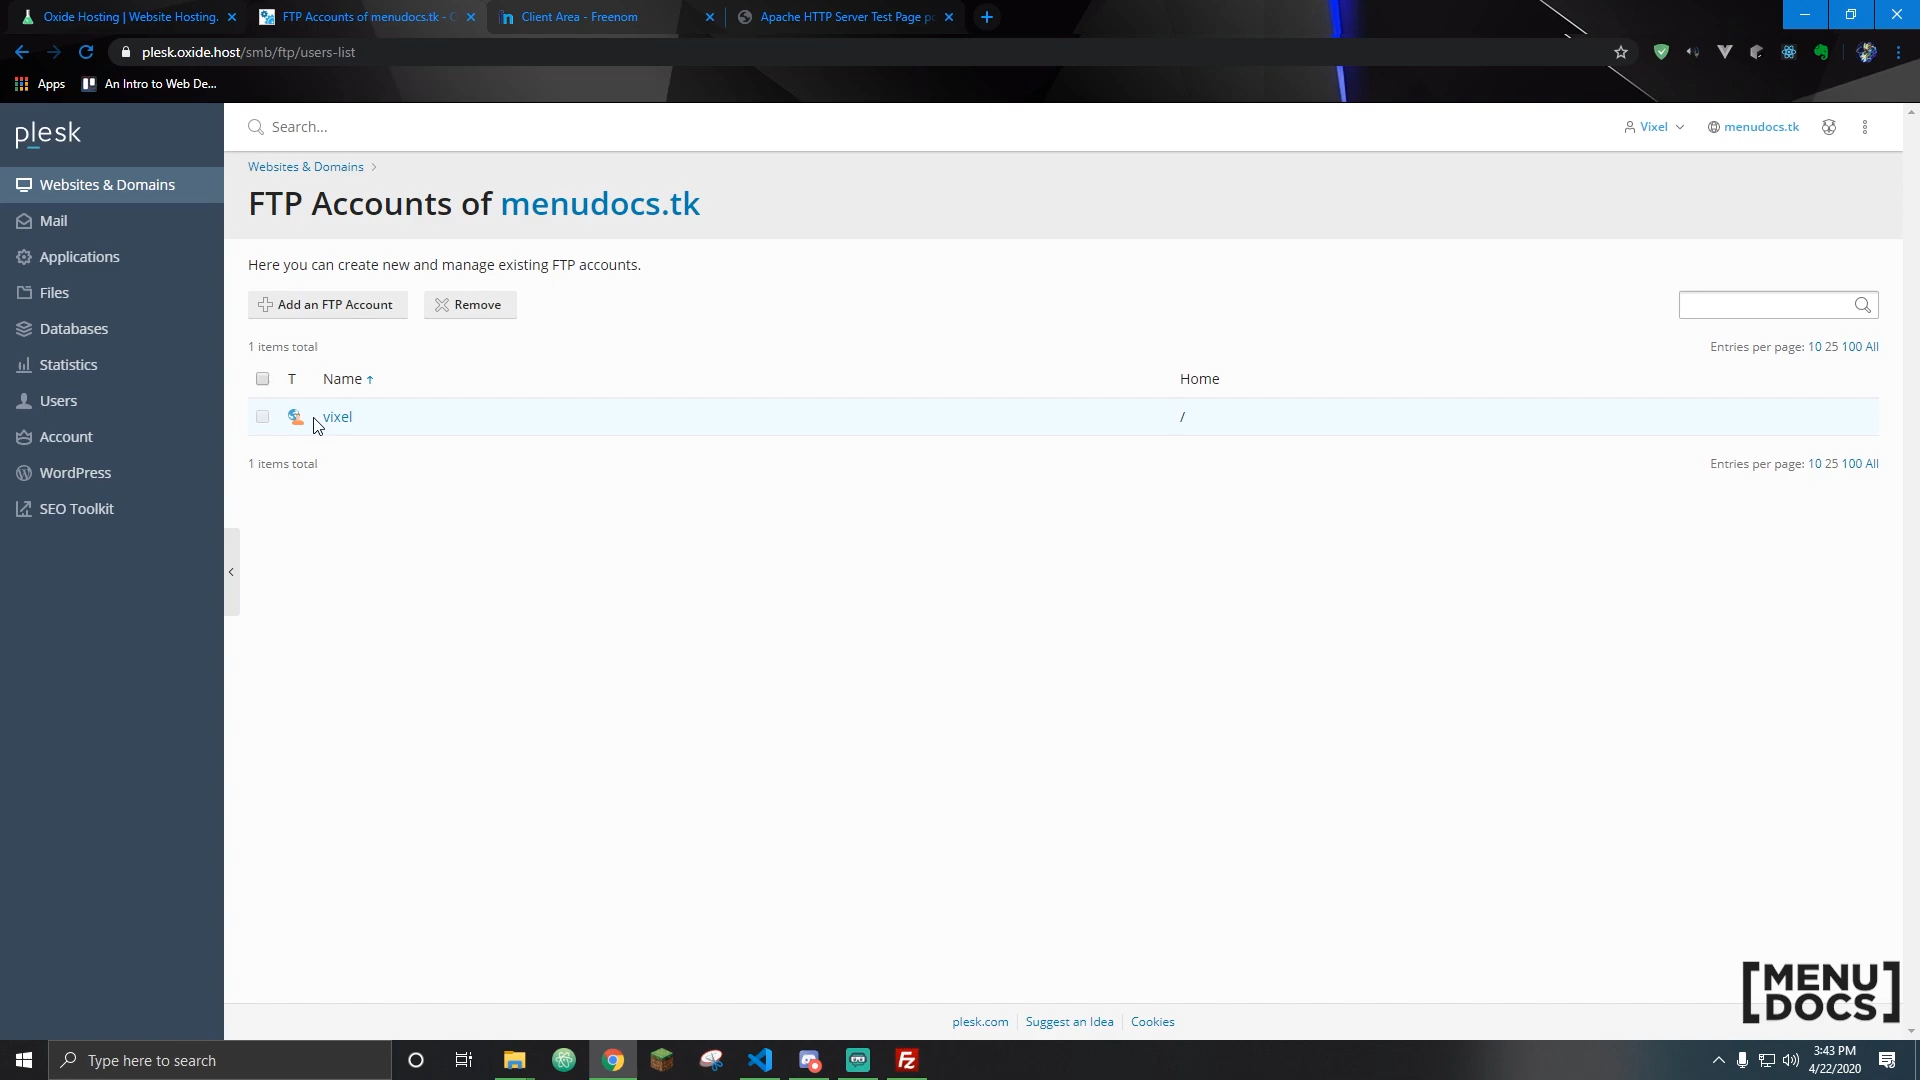 Oxide Hosting | Website Hosting.
FTP Accounts of menudocs.tk - C
Client Area - Freenom
Apache HTTP Server Test Page po
plesk.oxide.host/smb/ftp/users-list
Apps
An Intro to Web De...
plesk
Search...
Vixel
menudocs.tk
Websites & Domains
Mail
Applications
Files
Databases
Statistics
Users
Account
WordPress
SEO Toolkit
Websites & Domains >
FTP Accounts of menudocs.tk
Here you can create new and manage existing FTP accounts.
Add an FTP Account
Remove
1 items total
Entries per page: 10 25 100 All
T
Name ↑
Home
vixel
/
1 items total
Entries per page: 10 25 100 All
[MENU
DOCS]
plesk.com
Suggest an Idea
Cookies
Type here to search
3:43 PM
4/22/2020